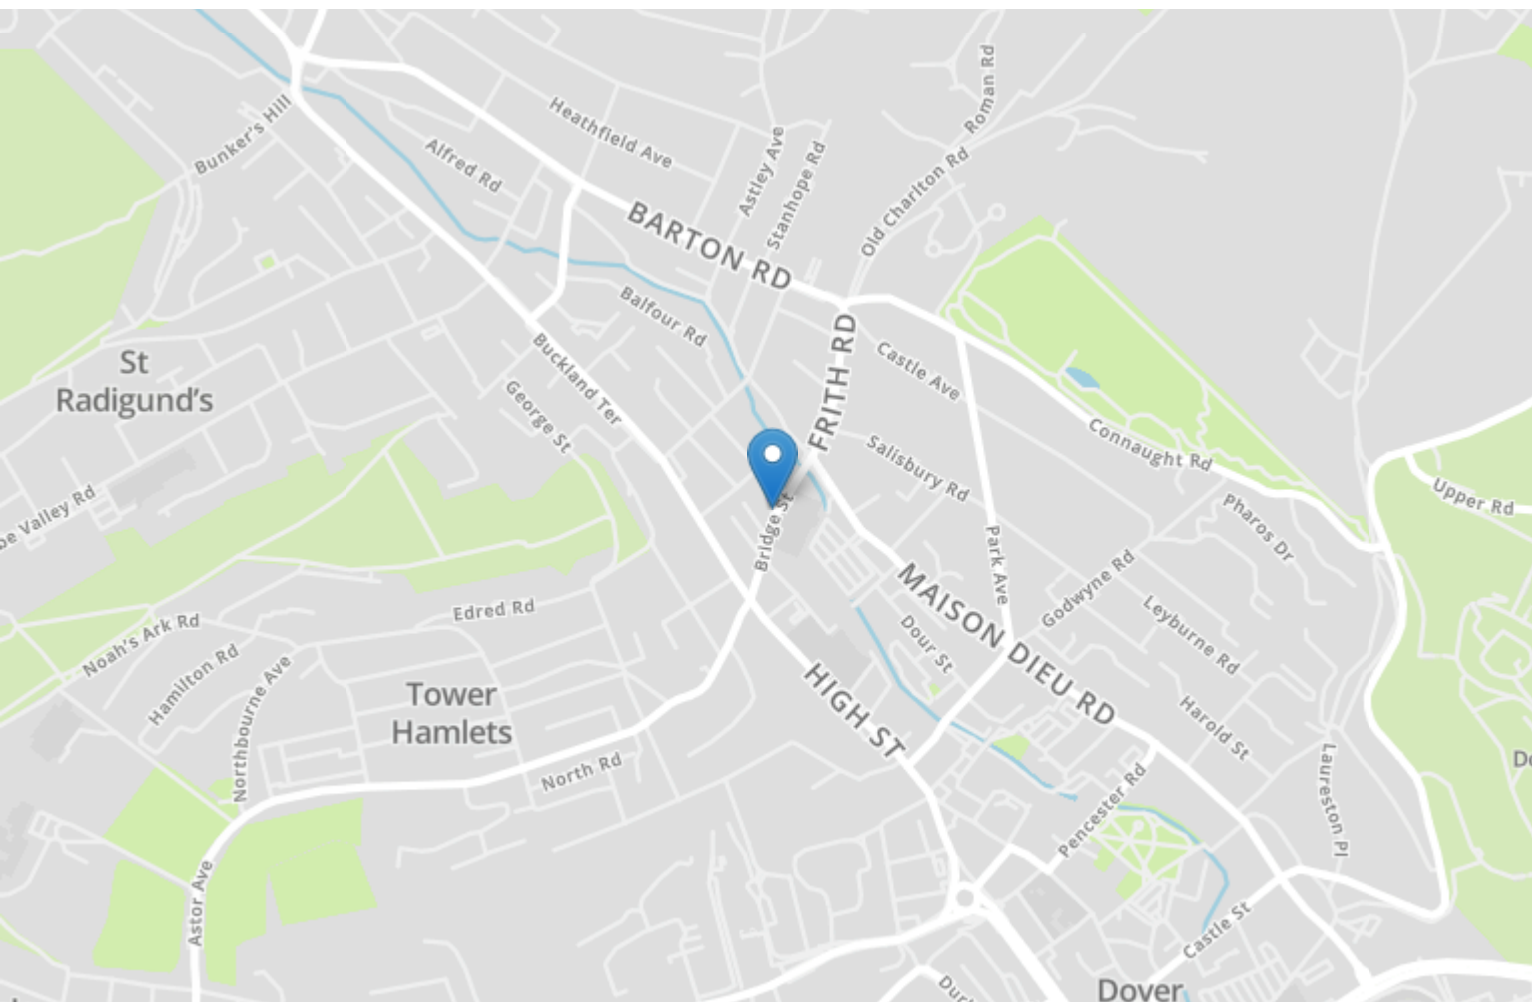 Roman Rd
Bunker's Hill
Heathfield Ave
Alfred Rd
Astley Ave
Stanhope Rd
Old Charlton Rd
BARTON RD
Balfour Rd
FRITH RD
St
Radigund's
Buckland Ter
Castle Ave
George St
Connaught Rd
Salisbury Rd
Upper Rd
be Valley Rd
Bridge St
Pharos Dr
Park Ave
Godwyne Rd
MAISON DIEU RD
Leyburne Rd
Edred Rd
Noah's Ark Rd
Dour St
Hamilton Rd
Northbourne Ave
Tower
Hamlets
HIGH ST
Harold St
North Rd
Laureston Pl
Pencester Rd
Astor Ave
Castle St
Dover